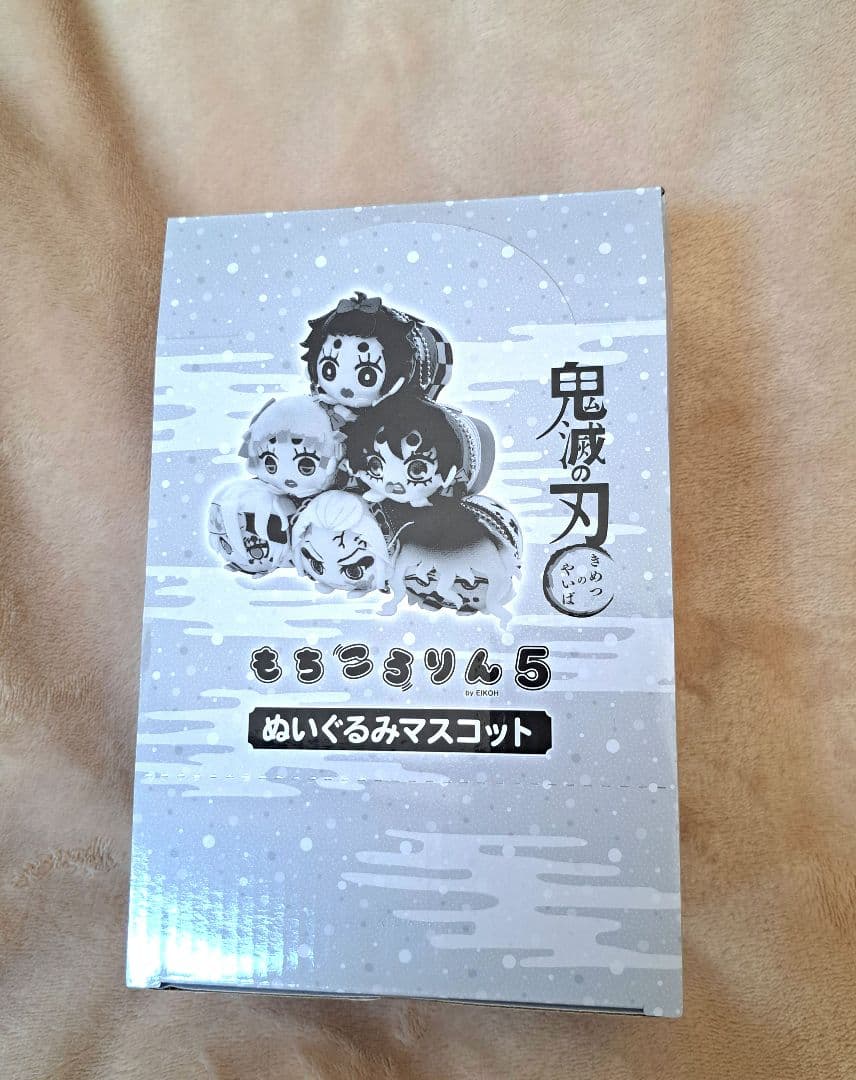 鬼滅の刃
きめつ
の
やいば
もちころりん5
by EIKOH
ぬいぐるみマスコット